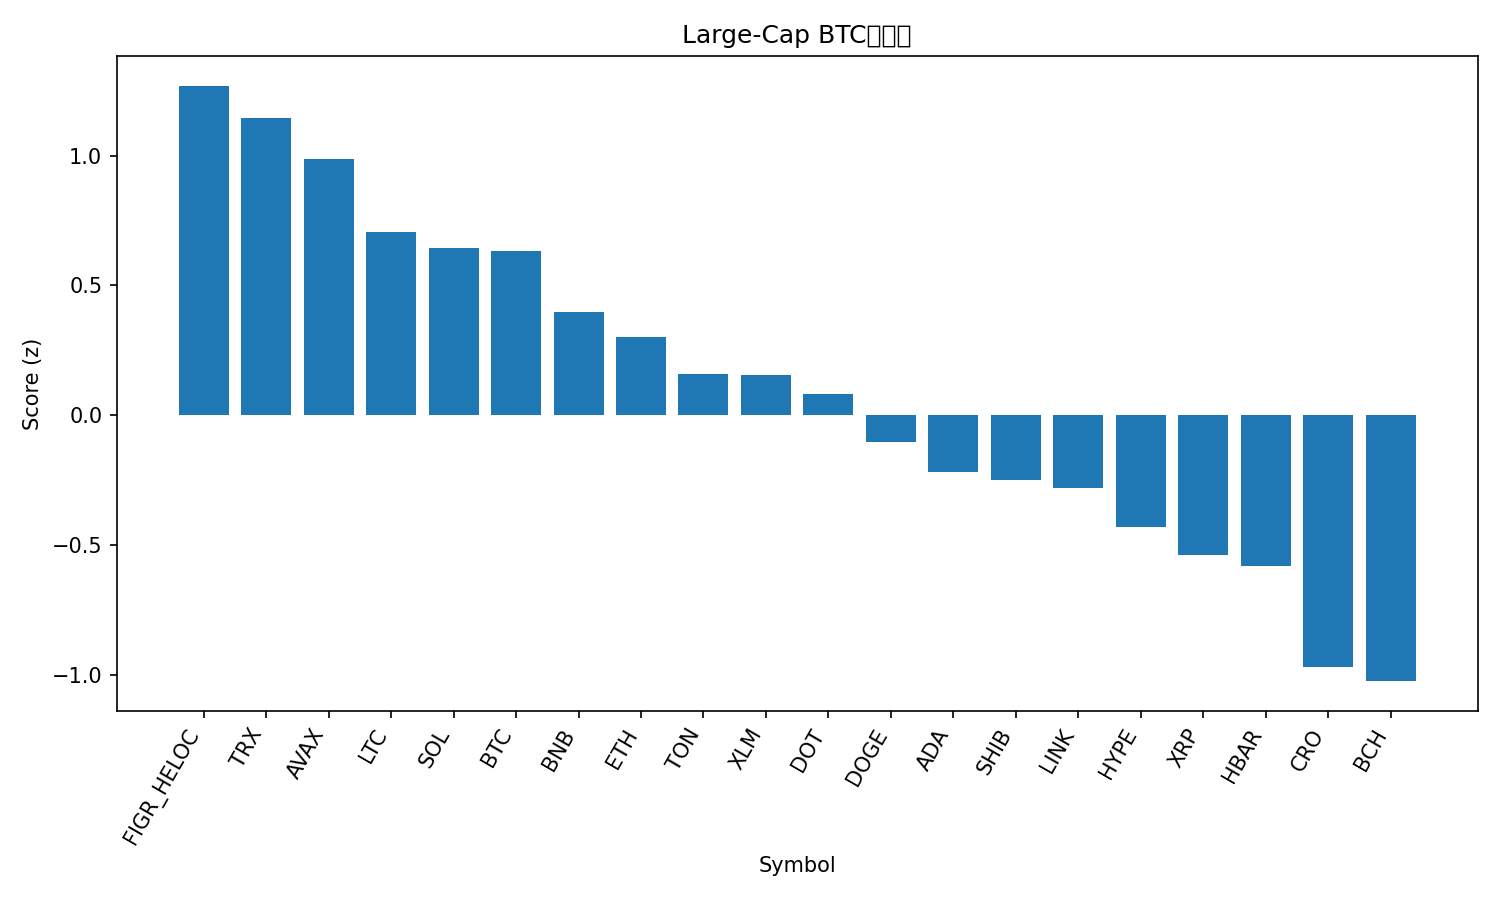 Large-Cap BTC
1.0
0.5
0.0
−0.5
−1.0
Score (z)
FIGR_HELOC
TRX
AVAX
LTC
SOL
BTC
BNB
ETH
TON
XLM
DOT
DOGE
ADA
SHIB
LINK
HYPE
XRP
HBAR
CRO
BCH
Symbol